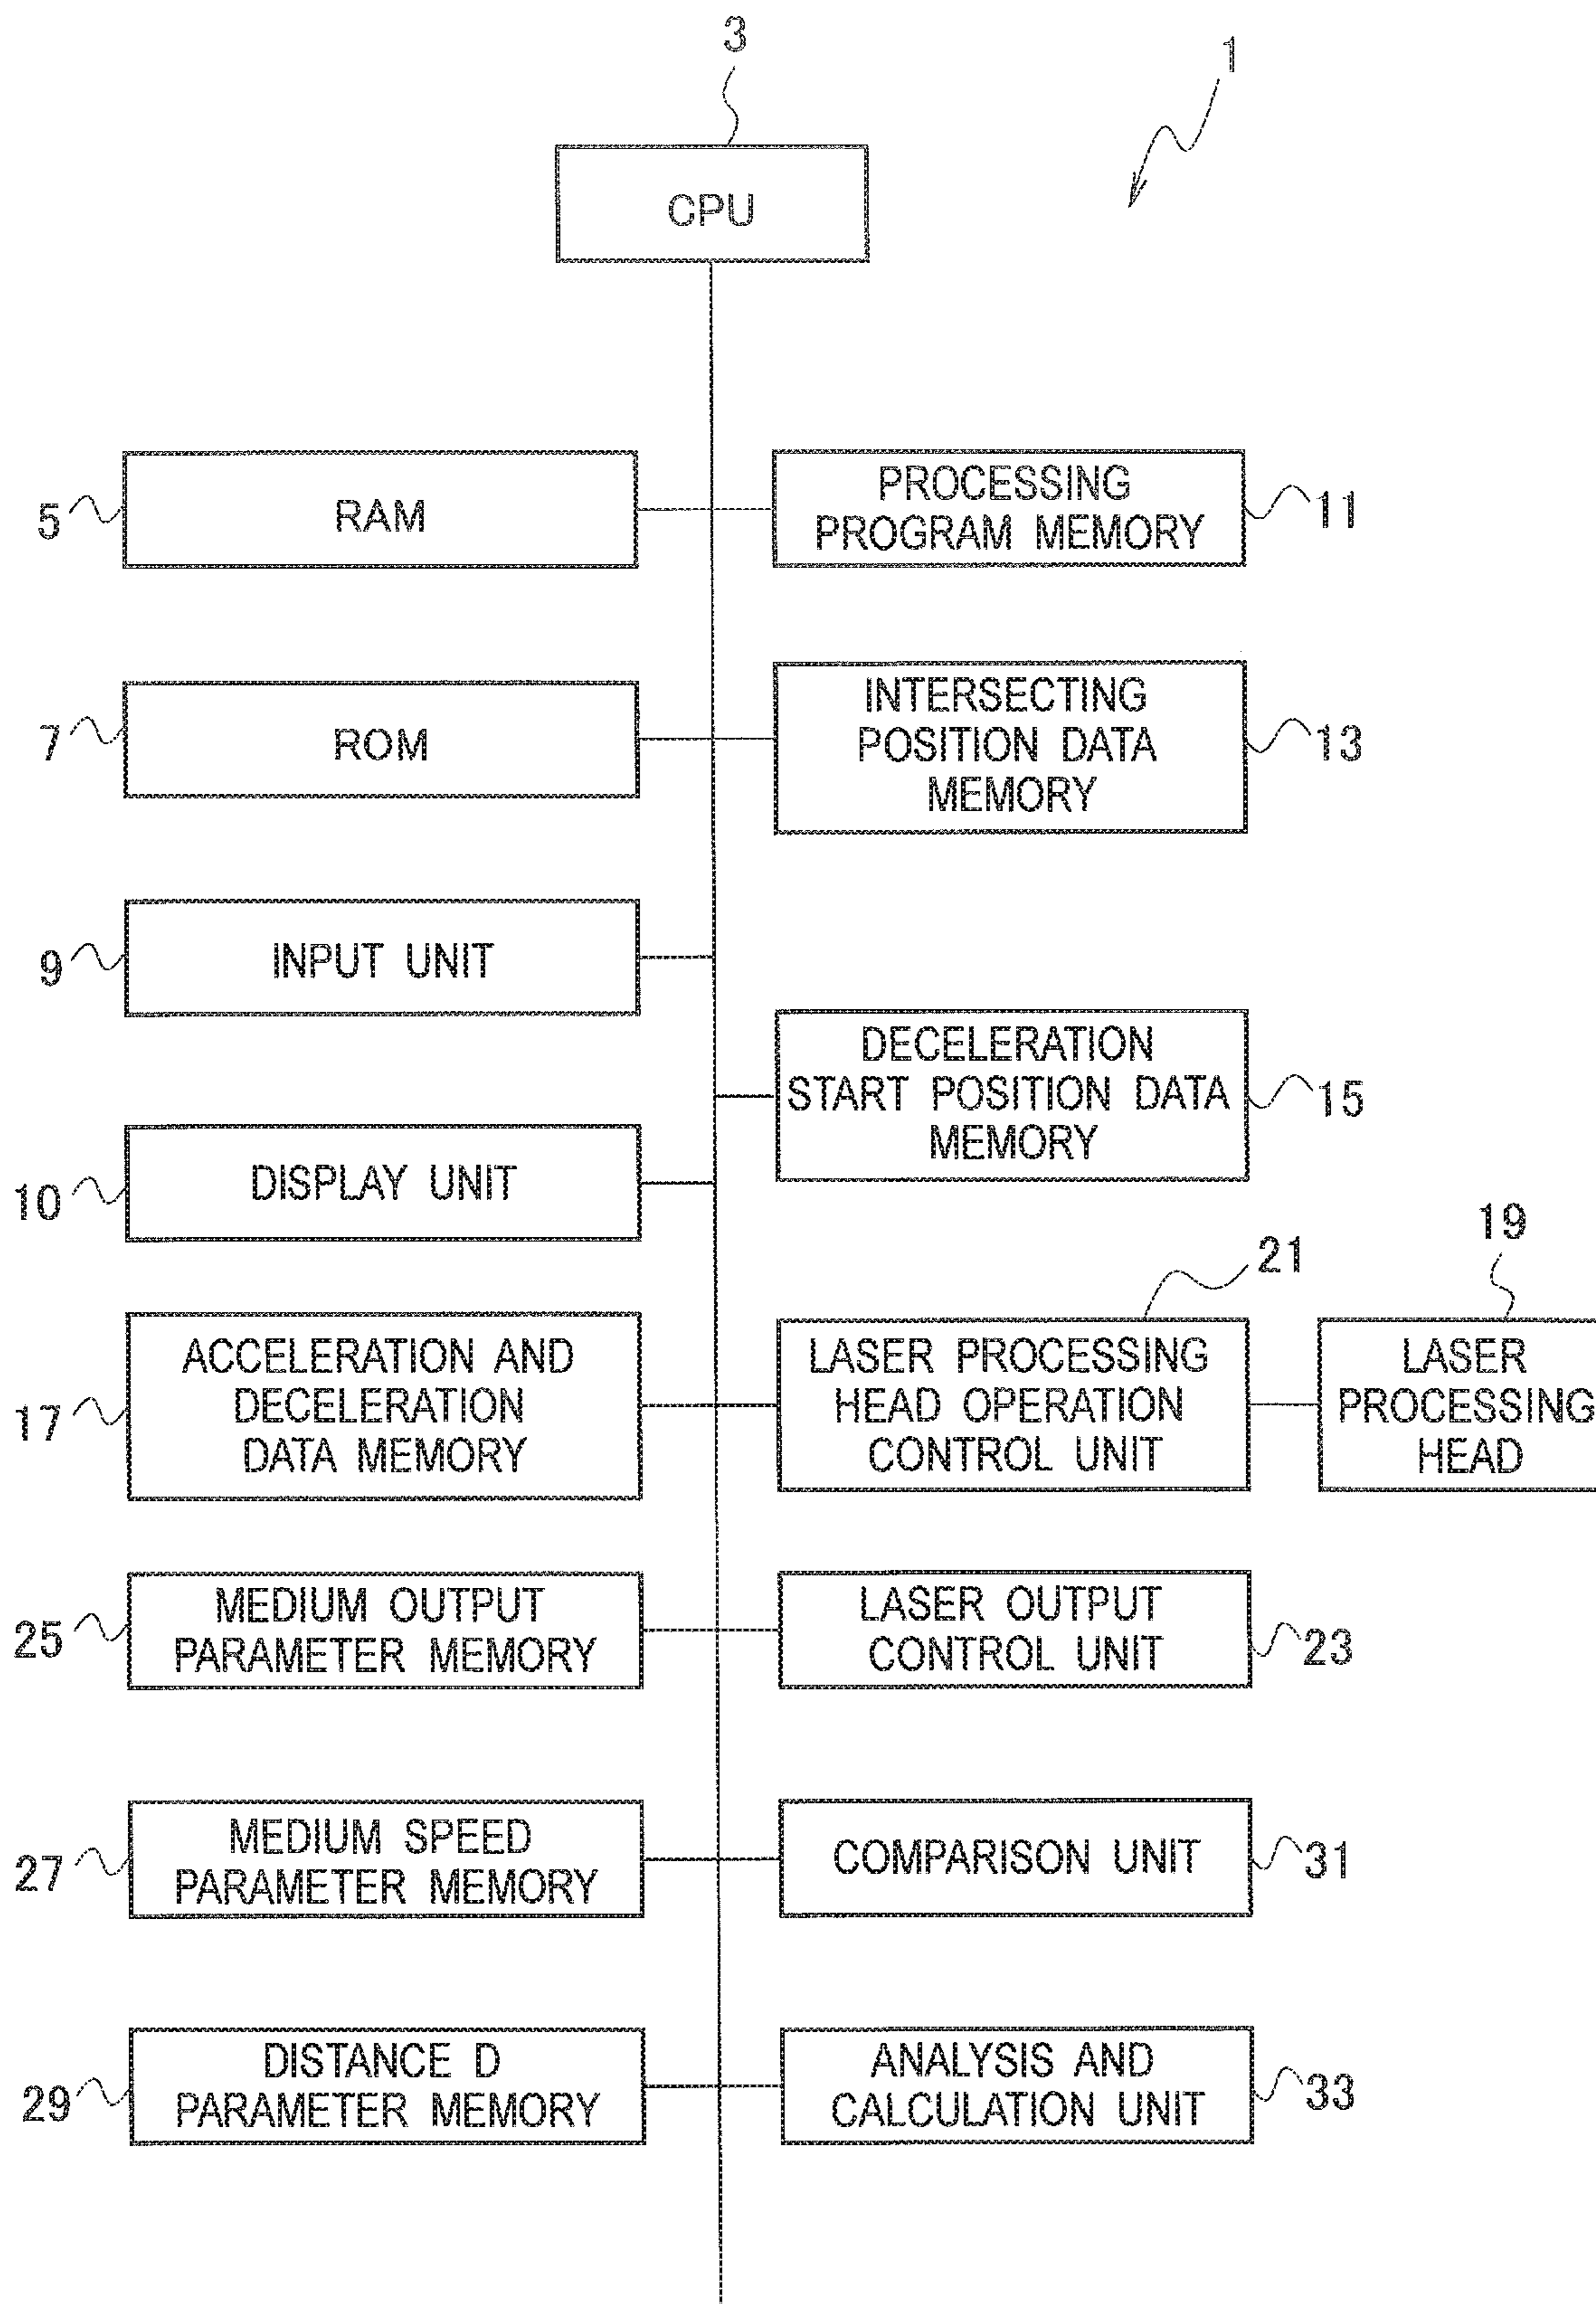 3
1
CPU
5
RAM
PROCESSING
PROGRAM MEMORY
11
7
ROM
INTERSECTING
POSITION DATA
MEMORY
13
9
INPUT UNIT
DECELERATION
START POSITION DATA
MEMORY
15
10
DISPLAY UNIT
21
19
17
ACCELERATION AND
DECELERATION
DATA MEMORY
LASER PROCESSING
HEAD OPERATION
CONTROL UNIT
LASER
PROCESSING
HEAD
25
MEDIUM OUTPUT
PARAMETER MEMORY
LASER OUTPUT
CONTROL UNIT
23
27
MEDIUM SPEED
PARAMETER MEMORY
COMPARISON UNIT
31
29
DISTANCE D
PARAMETER MEMORY
ANALYSIS AND
CALCULATION UNIT
33